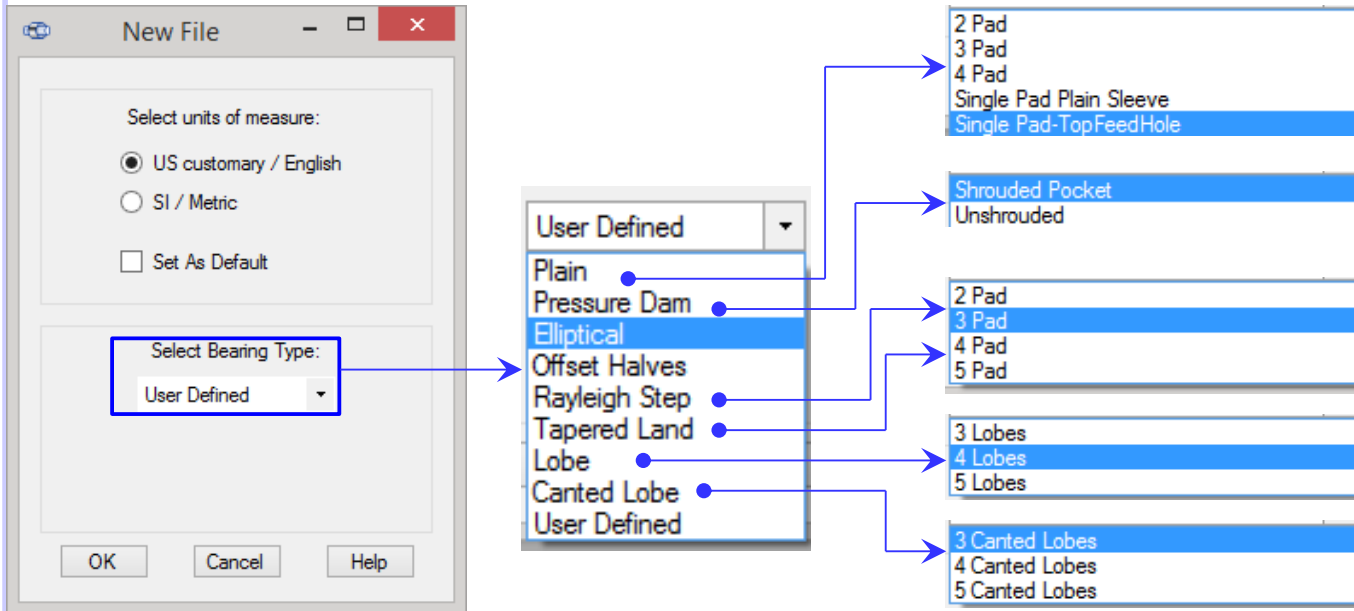 New File
Select units of measure:
US customary / English
SI / Metric
Set As Default
Select Bearing Type:
User Defined
OK Cancel Help
User Defined
Plain
Pressure Dam
Elliptical
Offset Halves
Rayleigh Step
Tapered Land
Lobe
Canted Lobe
User Defined
2 Pad
3 Pad
4 Pad
Single Pad Plain Sleeve
Single Pad-TopFeedHole
Shrouded Pocket
Unshrouded
2 Pad
3 Pad
4 Pad
5 Pad
3 Lobes
4 Lobes
5 Lobes
3 Canted Lobes
4 Canted Lobes
5 Canted Lobes